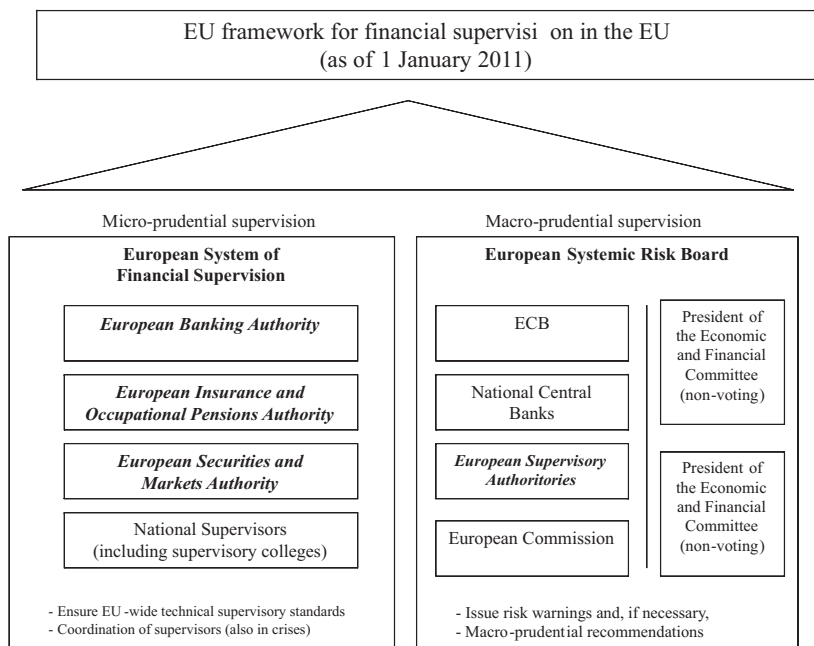 EU framework for financial supervisi on in the EU
(as of 1 January 2011)
Micro-prudential supervision
European System of
Financial Supervision
European Banking Authority
European Insurance and
Occupational Pensions Authority
European Securities and
Markets Authority
National Supervisors
(including supervisory colleges)
- Ensure EU -wide technical supervisory standards
- Coordination of supervisors (also in crises)
Macro-prudential supervision
European Systemic Risk Board
ECB
National Central
Banks
European Supervisory
Authoritories
European Commission
President of
the Economic
and Financial
Committee
(non-voting)
President of
the Economic
and Financial
Committee
(non-voting)
- Issue risk warnings and, if necessary,
- Macro-prudential recommendations